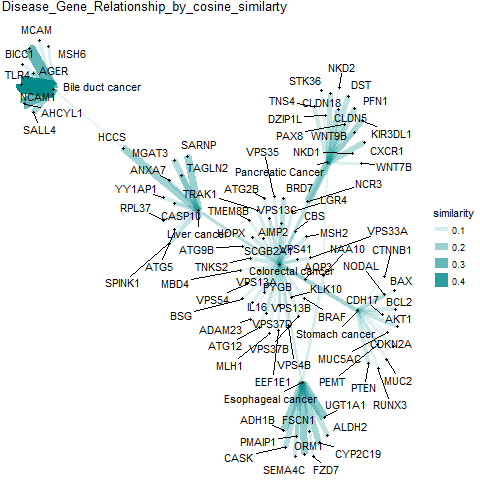 Disease_Gene_Relationship_by_cosine_similarty
MCAM
BICC1
MSH6
TLR4
AGER
Bile duct cancer
NCAM1
AHCYL1
SALL4
NKD2
STK36
DST
TNS4
CLDN18
PFN1
DZIP1L
CLDN5
PAX8
WNT9B
KIR3DL1
NKD1
CXCR1
WNT7B
Pancreatic Cancer
NCR3
HCCS
SARNP
MGAT3
VPS35
ANXA7
TAGLN2
YY1AP1
TRAK1
ATG2B
BRD7
LGR4
RPL37
CASP10
TMEM8B
VPS13C
CBS
Liver cancer
HOPX
AIMP2
MSH2
VPS33A
ATG9B
SCGB2A1
VPS41
NAA10
CTNNB1
ATG5
TNKS2
Colorectal cancer
AQP3
NODAL
SPINK1
MBD4
VPS13A
PYGB
KLK10
BAX
VPS54
CDH17
BCL2
BSG
IL16
VPS13B
BRAF
AKT1
similarity
0.1
0.2
0.3
0.4
ADAM23
VPS37D
Stomach cancer
ATG12
VPS37B
CDKN2A
MLH1
VPS4B
MUC5AC
EEF1E1
PEMT
MUC2
PTEN
Esophageal cancer
RUNX3
UGT1A1
ADH1B
FSCN1
ALDH2
PMAIP1
ORM1
CASK
CYP2C19
SEMA4C
FZD7